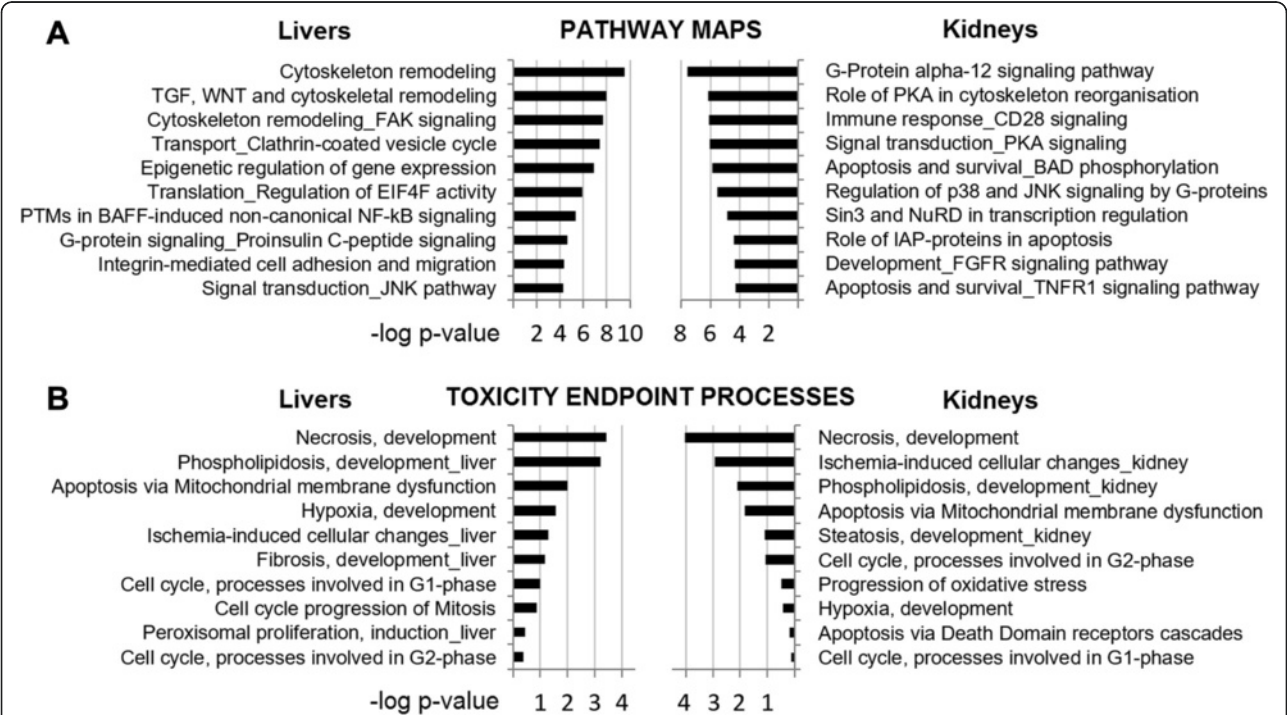 A
Livers
PATHWAY MAPS
Kidneys
Cytoskeleton remodeling
TGF, WNT and cytoskeletal remodeling
Cytoskeleton remodeling_FAK signaling
Transport_Clathrin-coated vesicle cycle
Epigenetic regulation of gene expression
Translation_Regulation of EIF4F activity
PTMs in BAFF-induced non-canonical NF-kB signaling
G-protein signaling_Proinsulin C-peptide signaling
Integrin-mediated cell adhesion and migration
Signal transduction_JNK pathway
G-Protein alpha-12 signaling pathway
Role of PKA in cytoskeleton reorganisation
Immune response_CD28 signaling
Signal transduction_PKA signaling
Apoptosis and survival_BAD phosphorylation
Regulation of p38 and JNK signaling by G-proteins
Sin3 and NuRD in transcription regulation
Role of IAP-proteins in apoptosis
Development_FGFR signaling pathway
Apoptosis and survival_TNFR1 signaling pathway
-log p-value 2 4 6 8 10 8 6 4 2
B
Livers
TOXICITY ENDPOINT PROCESSES
Kidneys
Necrosis, development
Phospholipidosis, development_liver
Apoptosis via Mitochondrial membrane dysfunction
Hypoxia, development
Ischemia-induced cellular changes_liver
Fibrosis, development_liver
Cell cycle, processes involved in G1-phase
Cell cycle progression of Mitosis
Peroxisomal proliferation, induction_liver
Cell cycle, processes involved in G2-phase
Necrosis, development
Ischemia-induced cellular changes_kidney
Phospholipidosis, development_kidney
Apoptosis via Mitochondrial membrane dysfunction
Steatosis, development_kidney
Cell cycle, processes involved in G2-phase
Progression of oxidative stress
Hypoxia, development
Apoptosis via Death Domain receptors cascades
Cell cycle, processes involved in G1-phase
-log p-value 1 2 3 4 4 3 2 1